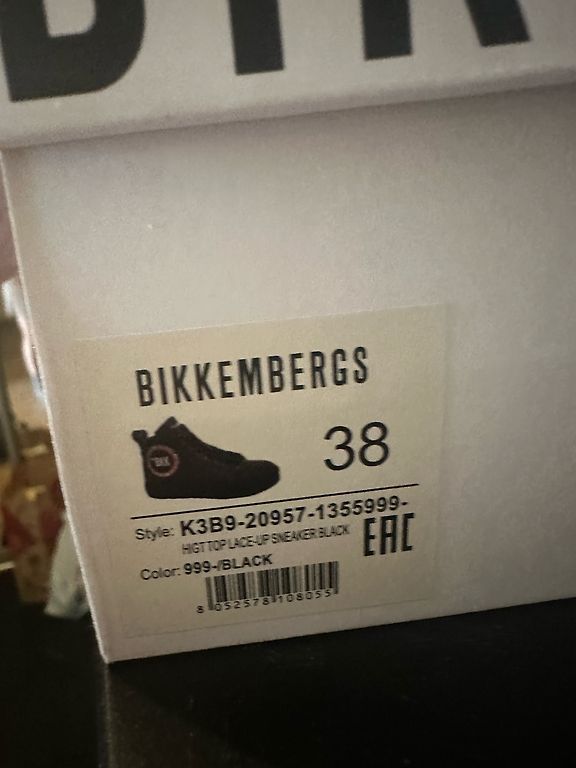 BIKKEMBERGS
BKK
38
Style: K3B9-20957-1355999-
HIGT TOP LACE-UP SNEAKER BLACK
EAC
Color: 999-/BLACK
8 052578 108055